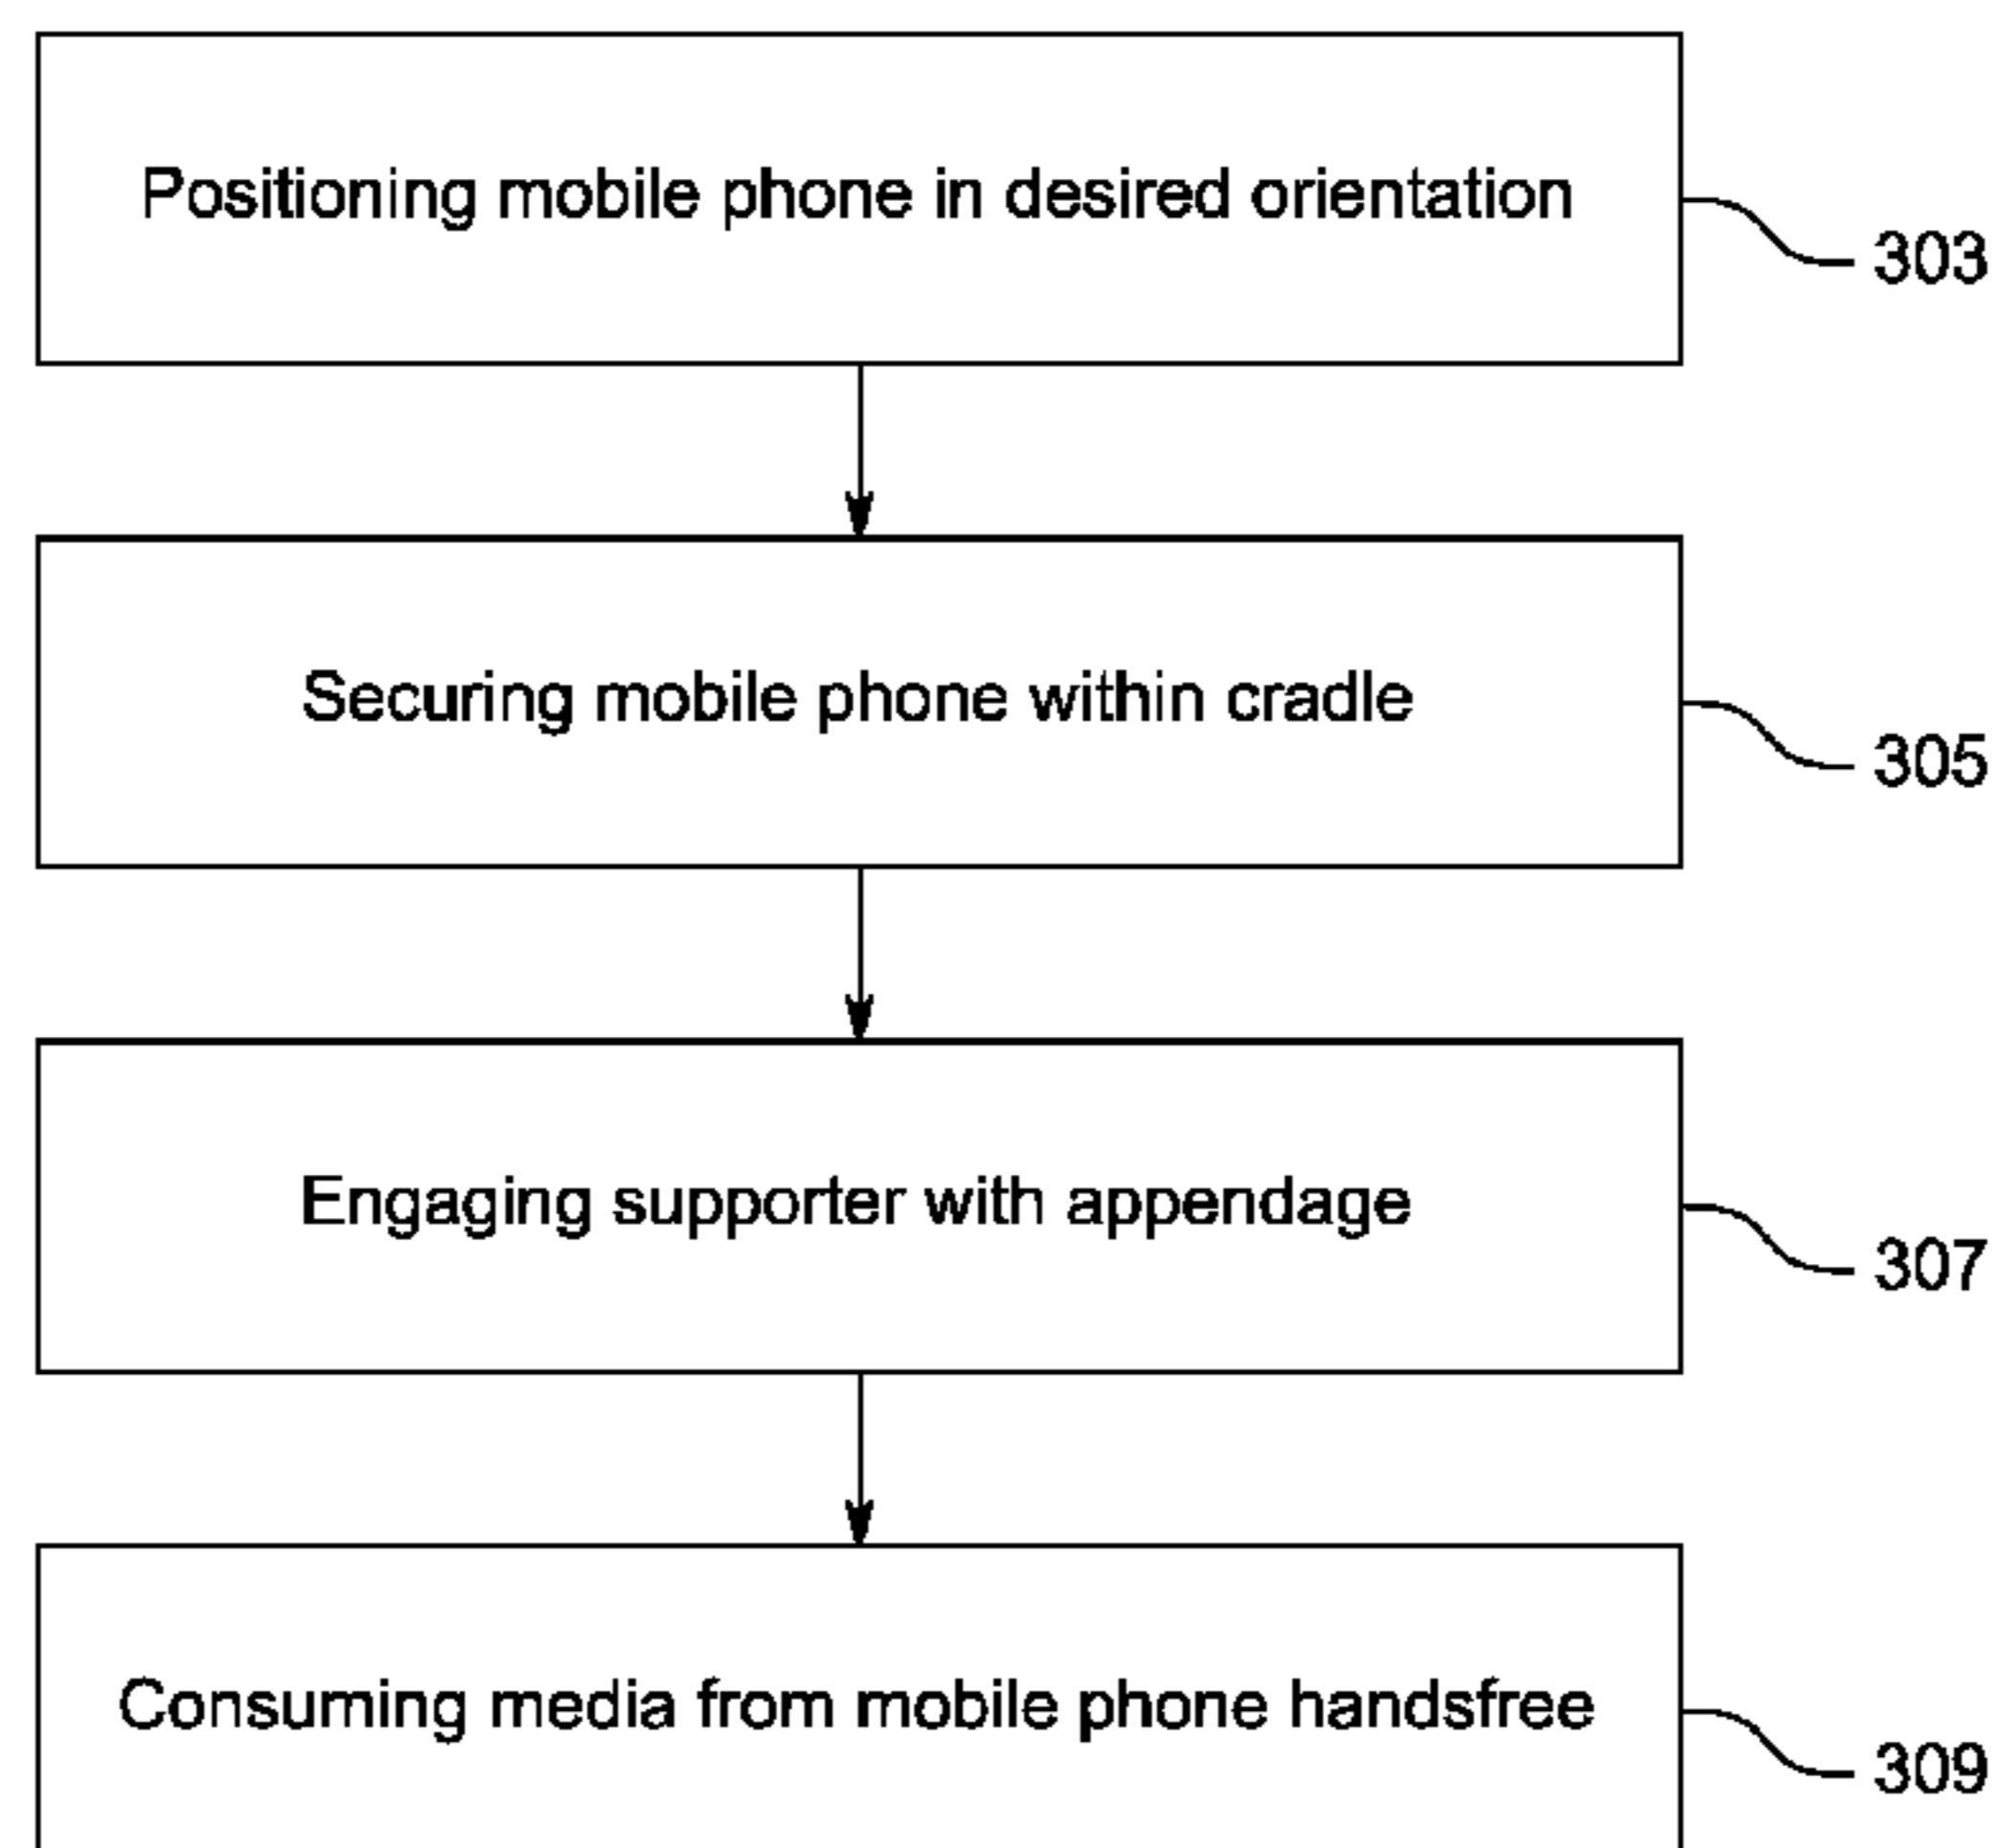 Positioning mobile phone in desired orientation
303
Securing mobile phone within cradle
305
Engaging supporter with appendage
307
Consuming media from mobile phone handsfree
309